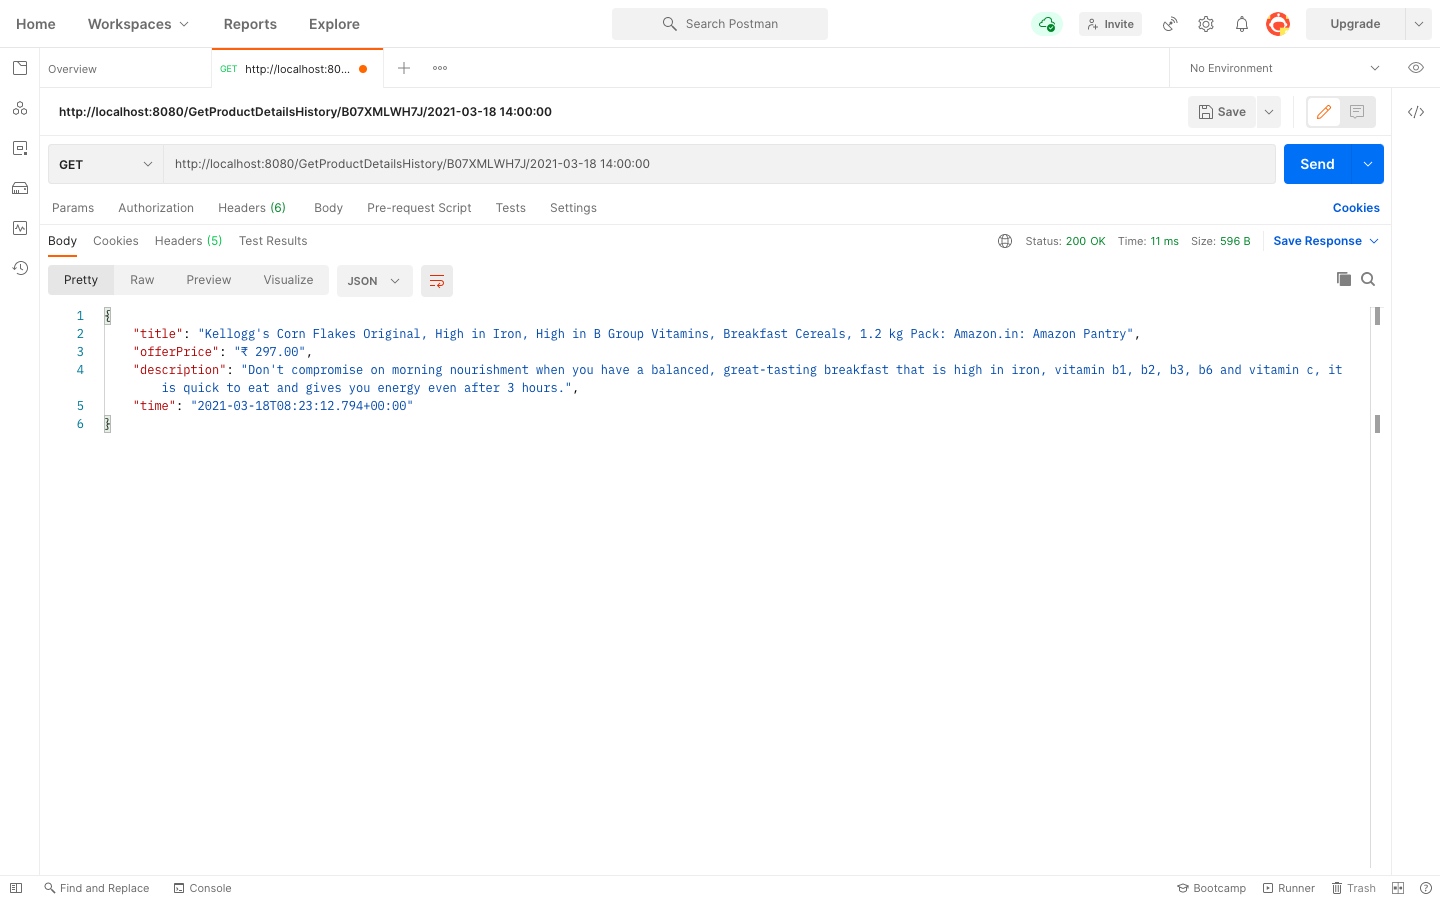 Home Workspaces Reports Explore Search Postman Invite Upgrade
Overview GET http://localhost:80... No Environment
http://localhost:8080/GetProductDetailsHistory/B07XMLWH7J/2021-03-18 14:00:00 Save
GET http://localhost:8080/GetProductDetailsHistory/B07XMLWH7J/2021-03-18 14:00:00 Send
Params Authorization Headers (6) Body Pre-request Script Tests Settings Cookies
Body Cookies Headers (5) Test Results Status: 200 OK Time: 11 ms Size: 596 B Save Response
Pretty Raw Preview Visualize JSON
1 {
2 "title": "Kellogg's Corn Flakes Original, High in Iron, High in B Group Vitamins, Breakfast Cereals, 1.2 kg Pack: Amazon.in: Amazon Pantry",
3 "offerPrice": "₹ 297.00",
4 "description": "Don't compromise on morning nourishment when you have a balanced, great-tasting breakfast that is high in iron, vitamin b1, b2, b3, b6 and vitamin c, it
is quick to eat and gives you energy even after 3 hours.",
5 "time": "2021-03-18T08:23:12.794+00:00"
6 }
Find and Replace Console Bootcamp Runner Trash